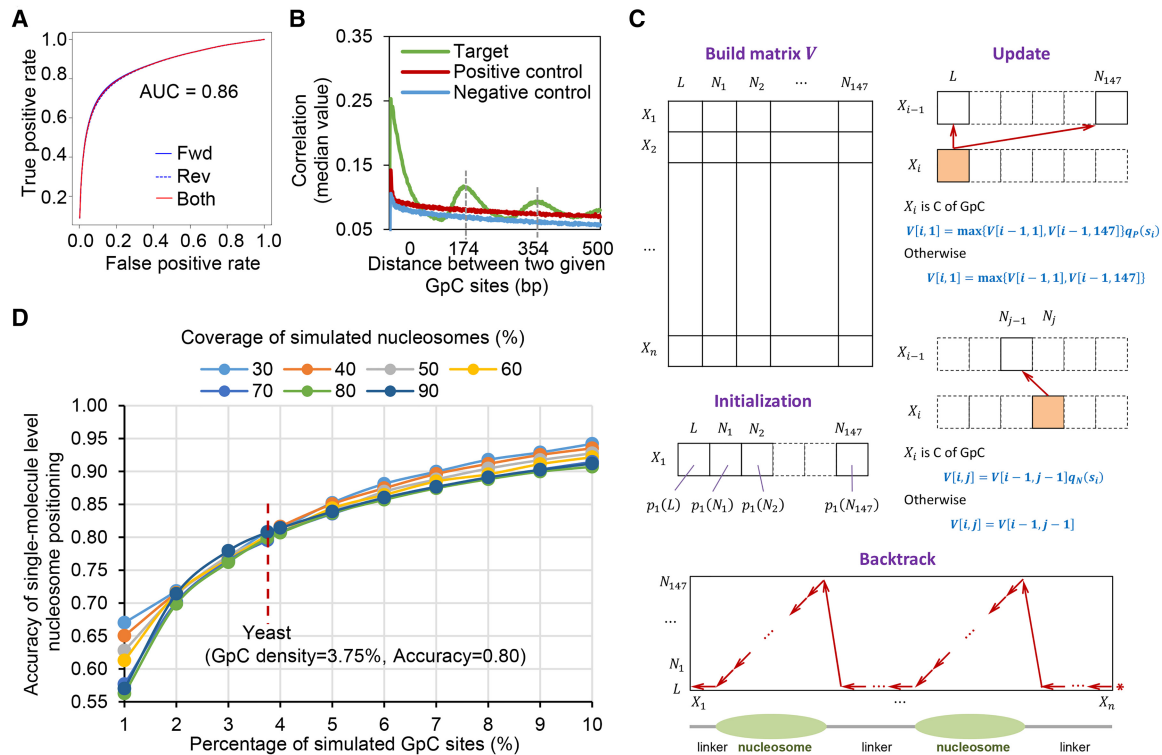 A
True positive rate
1.0
0.8
0.6
0.4
0.2
AUC = 0.86
Fwd
Rev
Both
0.0 0.2 0.4 0.6 0.8 1.0
False positive rate
B
Correlation
(median value)
0.35
0.25
0.15
0.05
Target
Positive control
Negative control
0 174 354 500
Distance between two given
GpC sites (bp)
C
Build matrix V
L N₁ N₂ ... N₁₄₇
X₁
X₂
...
Xₙ
Initialization
L N₁ N₂ N₁₄₇
X₁
p₁(L) p₁(N₁) p₁(N₂) p₁(N₁₄₇)
Update
L N₁₄₇
Xᵢ₋₁
Xᵢ
Xᵢ is C of GpC
V[i, 1] = max{V[i − 1, 1], V[i − 1, 147]}q_P(sᵢ)
Otherwise
V[i, 1] = max{V[i − 1, 1], V[i − 1, 147]}
Nⱼ₋₁ Nⱼ
Xᵢ₋₁
Xᵢ
Xᵢ is C of GpC
V[i, j] = V[i − 1, j − 1]q_N(sᵢ)
Otherwise
V[i, j] = V[i − 1, j − 1]
Backtrack
N₁₄₇
...
N₁
L
... ... ... ... ... *
X₁ ... Xₙ
linker nucleosome linker nucleosome linker
D
Coverage of simulated nucleosomes (%)
30 40 50 60
70 80 90
Accuracy of single-molecule level
nucleosome positioning
1.00
0.95
0.90
0.85
0.80
0.75
0.70
0.65
0.60
0.55
Yeast
(GpC density=3.75%, Accuracy=0.80)
1 2 3 4 5 6 7 8 9 10
Percentage of simulated GpC sites (%)